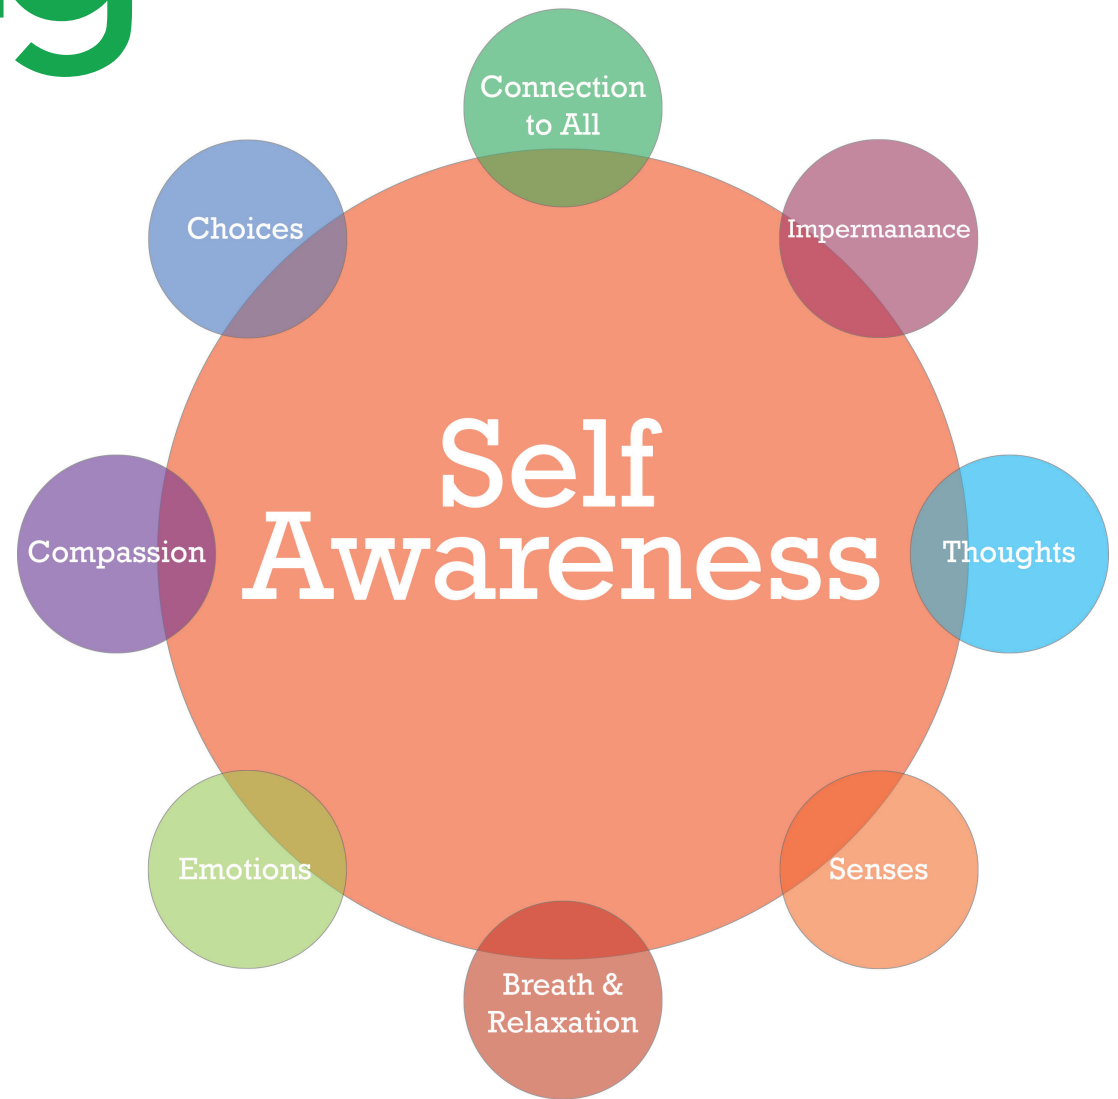 Connection
to All
Choices
Impermanance
Self
Awareness
Compassion
Thoughts
Emotions
Senses
Breath &
Relaxation